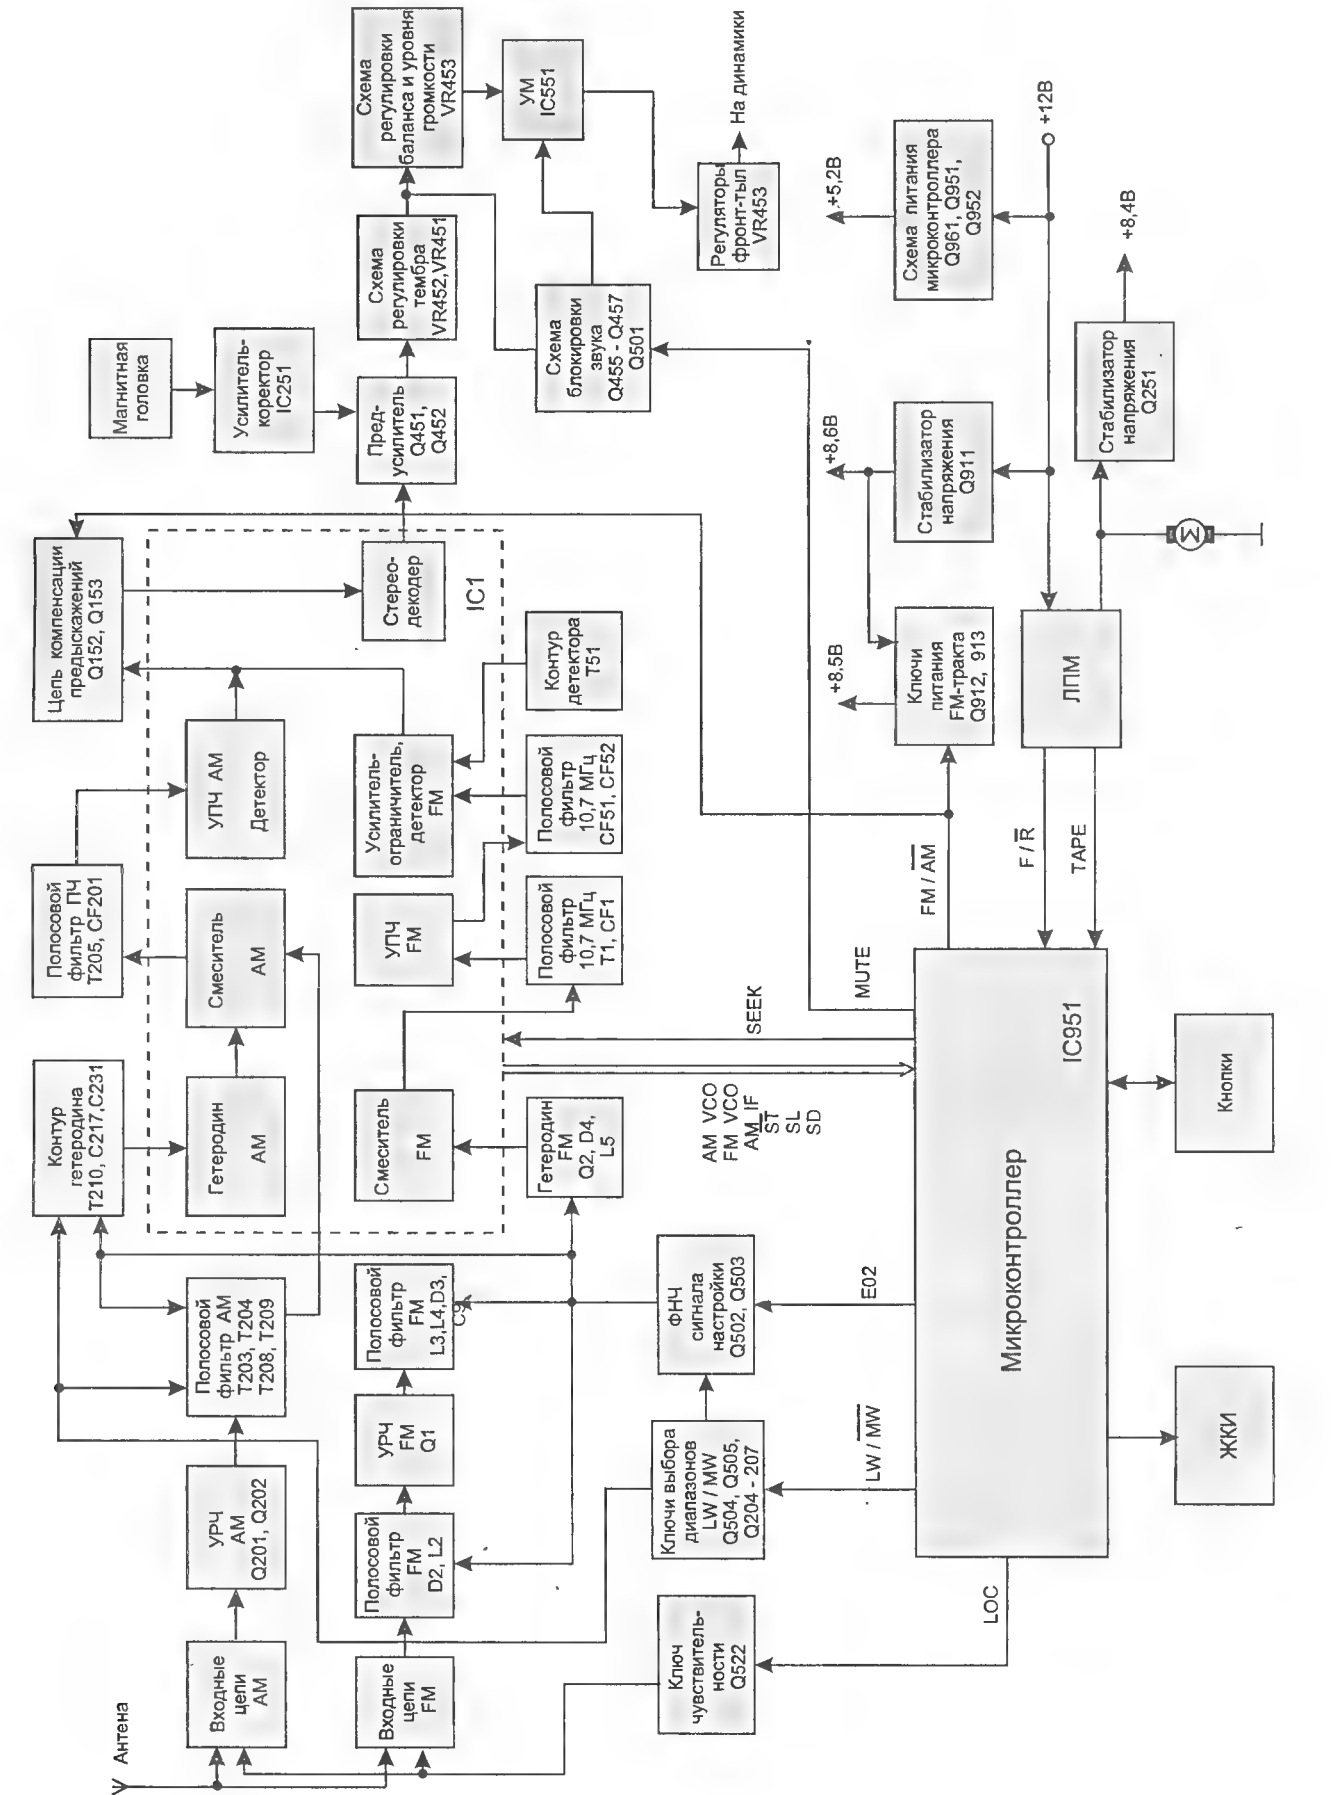 Антена
Входные
цепи
АМ
УРЧ
АМ
Q201, Q202
Полосовой
фильтр АМ
T203, T204
T208, T209
Контур
гетеродина
T210, C217,C231
Гетеродин
АМ
Смеситель
АМ
Полосовой
фильтр ПЧ
T205, CF201
УПЧ АМ
Детектор
Цепь компенсации
предыскажений
Q152, Q153
Магнитная
головка
Усилитель-
коректор
IC251
Входные
цепи
FM
Полосовой
фильтр
FM
D2, L2
УРЧ
FM
Q1
Полосовой
фильтр
FM
L3,L4,D3,
Смеситель
FM
УПЧ
FM
Усилитель-
ограничитель,
детектор
FM
Стерео-
декодер
IC1
Пред-
усилитель
Q451,
Q452
Схема
регулировки
тембра
VR452,VR451
Схема
регулировки
баланса и уровня
громкости
VR453
Гетеродин
FM
Q2, D4,
L5
Полосовой
фильтр
10,7 МГц
T1, CF1
Полосовой
фильтр
10,7 МГц
CF51, CF52
Контур
детектора
T51
Схема
блокировки
звука
Q455 - Q457
Q501
УМ
IC551
Регуляторы
фронт-тыл
VR453
На динамики
Ключ
чувствитель-
ности
Q522
Ключи выбора
диапазонов
LW / MW
Q504, Q505,
Q204 - 207
ФНЧ
сигнала
настройки
Q502, Q503
AM VCO
FM VCO
AM IF
ST
SL
SD
SEEK
MUTE
LOC
LW / MW
E02
FM / AM
F / R
TAPE
Микроконтроллер
IC951
ЖКИ
Кнопки
+8.5В
Ключи
питания
FM-тракта
Q912, 913
+8,6В
Стабилизатор
напряжения
Q911
+5,2В
Схема питания
микроконтроллера
Q961, Q951,
Q952
+12В
ЛПМ
Стабилизатор
напряжения
Q251
+8,4В
М